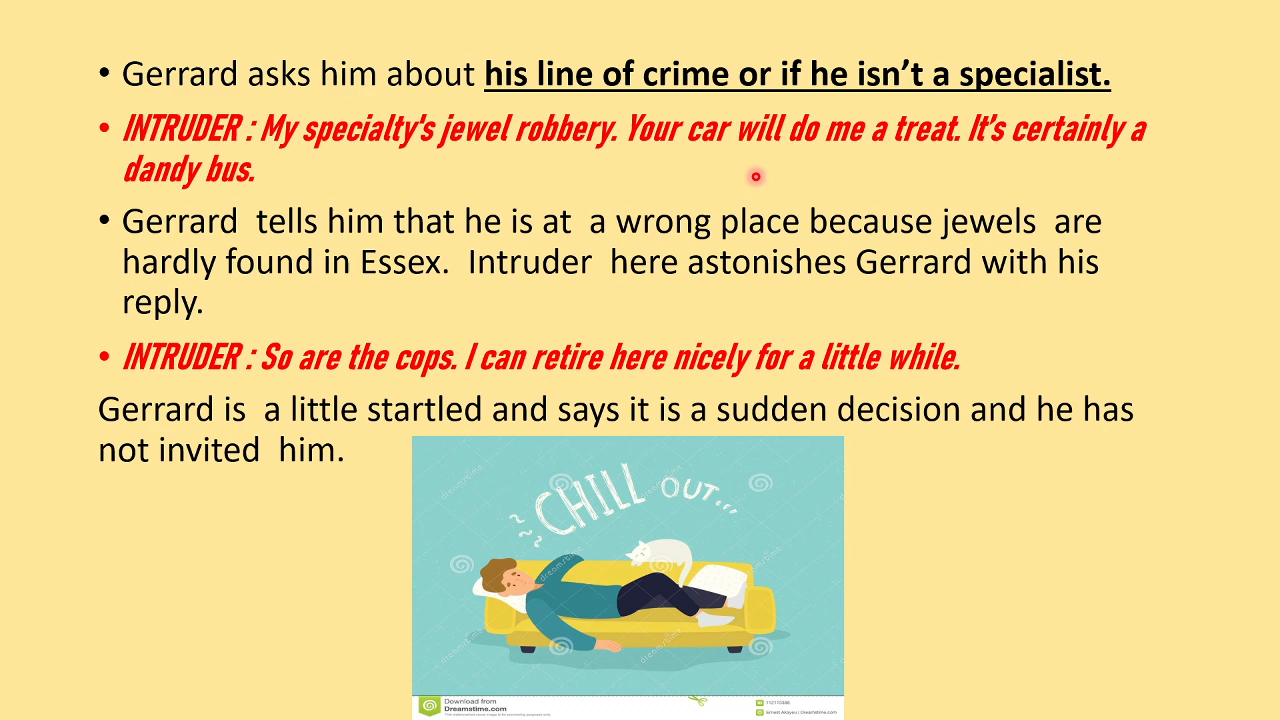 • Gerrard asks him about his line of crime or if he isn’t a specialist.
• INTRUDER : My specialty's jewel robbery. Your car will do me a treat. It's certainly a
dandy bus.
• Gerrard tells him that he is at a wrong place because jewels are
hardly found in Essex. Intruder here astonishes Gerrard with his
reply.
• INTRUDER : So are the cops. I can retire here nicely for a little while.
Gerrard is a little startled and says it is a sudden decision and he has
not invited him.
CHILL OUT...
dreamstime
Download from
Dreamstime.com